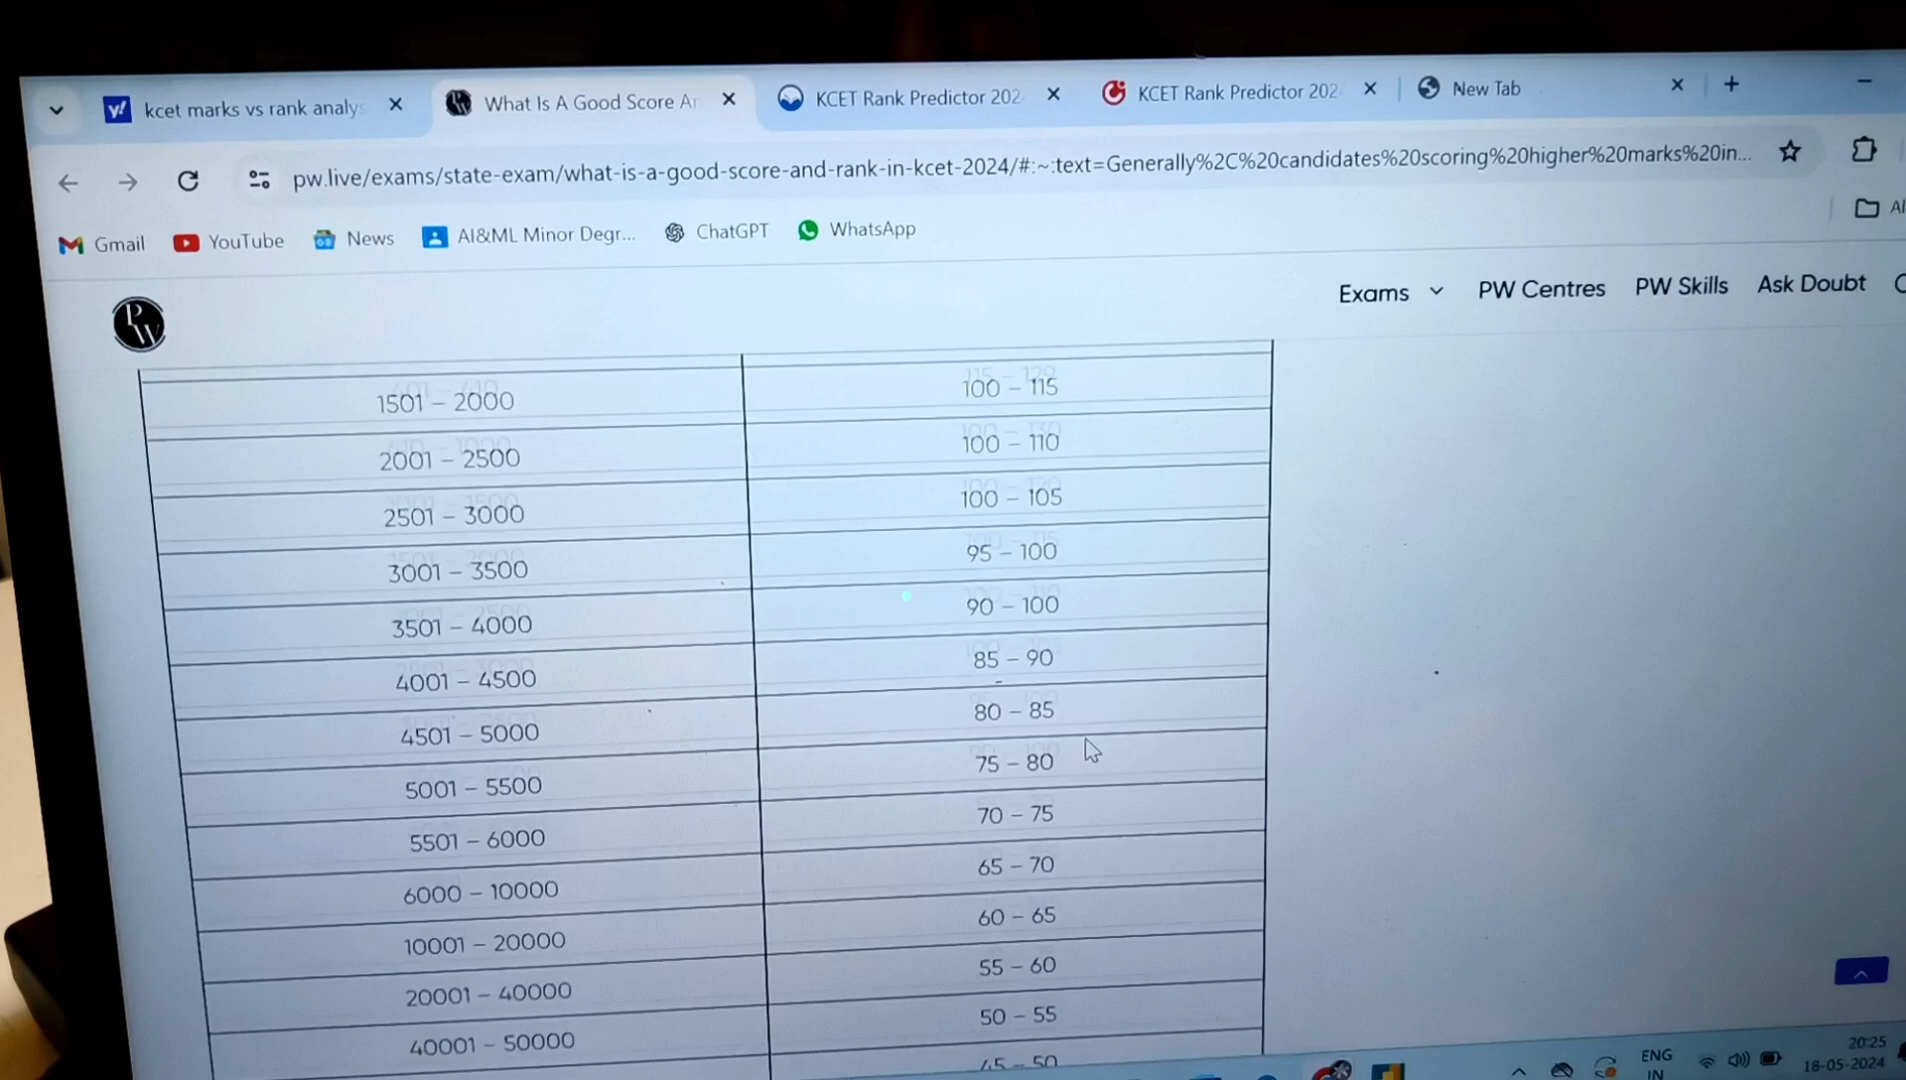 kcet marks vs rank analys
What Is A Good Score An
KCET Rank Predictor 202
KCET Rank Predictor 202
New Tab
pw.live/exams/state-exam/what-is-a-good-score-and-rank-in-kcet-2024/#:~:text=Generally%2C%20candidates%20scoring%20higher%20marks%20in...
Gmail YouTube News AI&ML Minor Degr... ChatGPT WhatsApp
PW Exams PW Centres PW Skills Ask Doubt
1501 – 2000 100 – 115
2001 – 2500 100 – 110
2501 – 3000 100 – 105
3001 – 3500 95 – 100
3501 – 4000 90 – 100
4001 – 4500 85 – 90
4501 – 5000 80 – 85
5001 – 5500 75 – 80
5501 – 6000 70 – 75
6000 – 10000 65 – 70
10001 – 20000 60 – 65
20001 – 40000 55 – 60
40001 – 50000 50 – 55
45 – 50
ENG 20:25
IN 18-05-2024